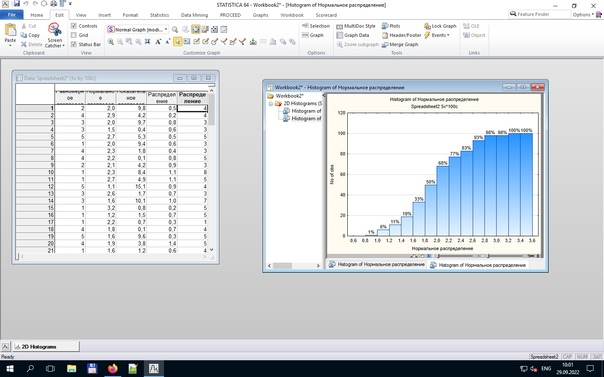 STATISTICA 64 - Workbook2* - [Histogram of Нормальное распределение]
File Home Edit View Insert Format Statistics Data Mining PROCEED Graphs Workbook Scorecard Feature Finder Options
Paste Cut Copy Delete Screen Catcher Controls Grid Status Bar Normal Graph [modi... Selection Graph MultiDoc Style Graph Data Zoom subgraph Plots Header/Footer Merge Graph Lock Graph Events OLE Object
View Customize Graph Options Tools Links
Data: Spreadsheet2* (5v by 100c)
Распредел ение Распреде ление
1 2 2,0 9,8 0,5 4
2 4 2,9 4,2 0,2 4
3 3 2,0 9,7 0,8 3
4 3 1,5 0,4 0,6 3
5 5 2,7 5,3 0,5 5
6 1 2,0 9,4 0,6 3
7 4 2,3 1,8 0,4 3
8 4 2,2 0,1 0,8 5
9 2 2,1 4,2 0,9 3
10 1 2,3 8,4 1,1 8
11 1 2,7 4,9 1,1 5
12 5 1,1 15,1 0,9 4
13 3 2,6 1,7 0,7 3
14 3 1,6 10,1 1,0 7
15 1 3,2 0,8 0,2 5
16 1 1,2 1,5 0,7 4
17 1 2,2 0,7 0,3 1
18 4 1,8 0,1 0,7 4
19 5 1,6 9,6 0,3 5
20 4 1,9 3,8 1,4 5
21 1 1,6 1,2 0,6 4
Workbook2* - Histogram of Нормальное распределение
Workbook2*
2D Histograms (S
Histogram of
Histogram of
Histogram of Нормальное распределение
Spreadsheet2 5v*100c
No of obs
120
100
80
60
40
20
0
1% 6% 11% 19% 33% 50% 68% 77% 83% 93% 98% 98% 100% 100%
0,6 0,8 1,0 1,2 1,4 1,6 1,8 2,0 2,2 2,4 2,6 2,8 3,0 3,2 3,4 3,6
Нормальное распределение
Histogram of Нормальное распределение Histogram of Нормальное распределение
2D Histograms
Ready Spreadsheet2 CAP NUM
ENG 10:01 29.09.2022